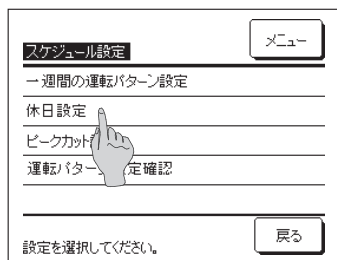 スケジュール設定
メニュー
一週間の運転パターン設定
休日設定
ピークカット
運転パター 定確認
設定を選択してください。
戻る